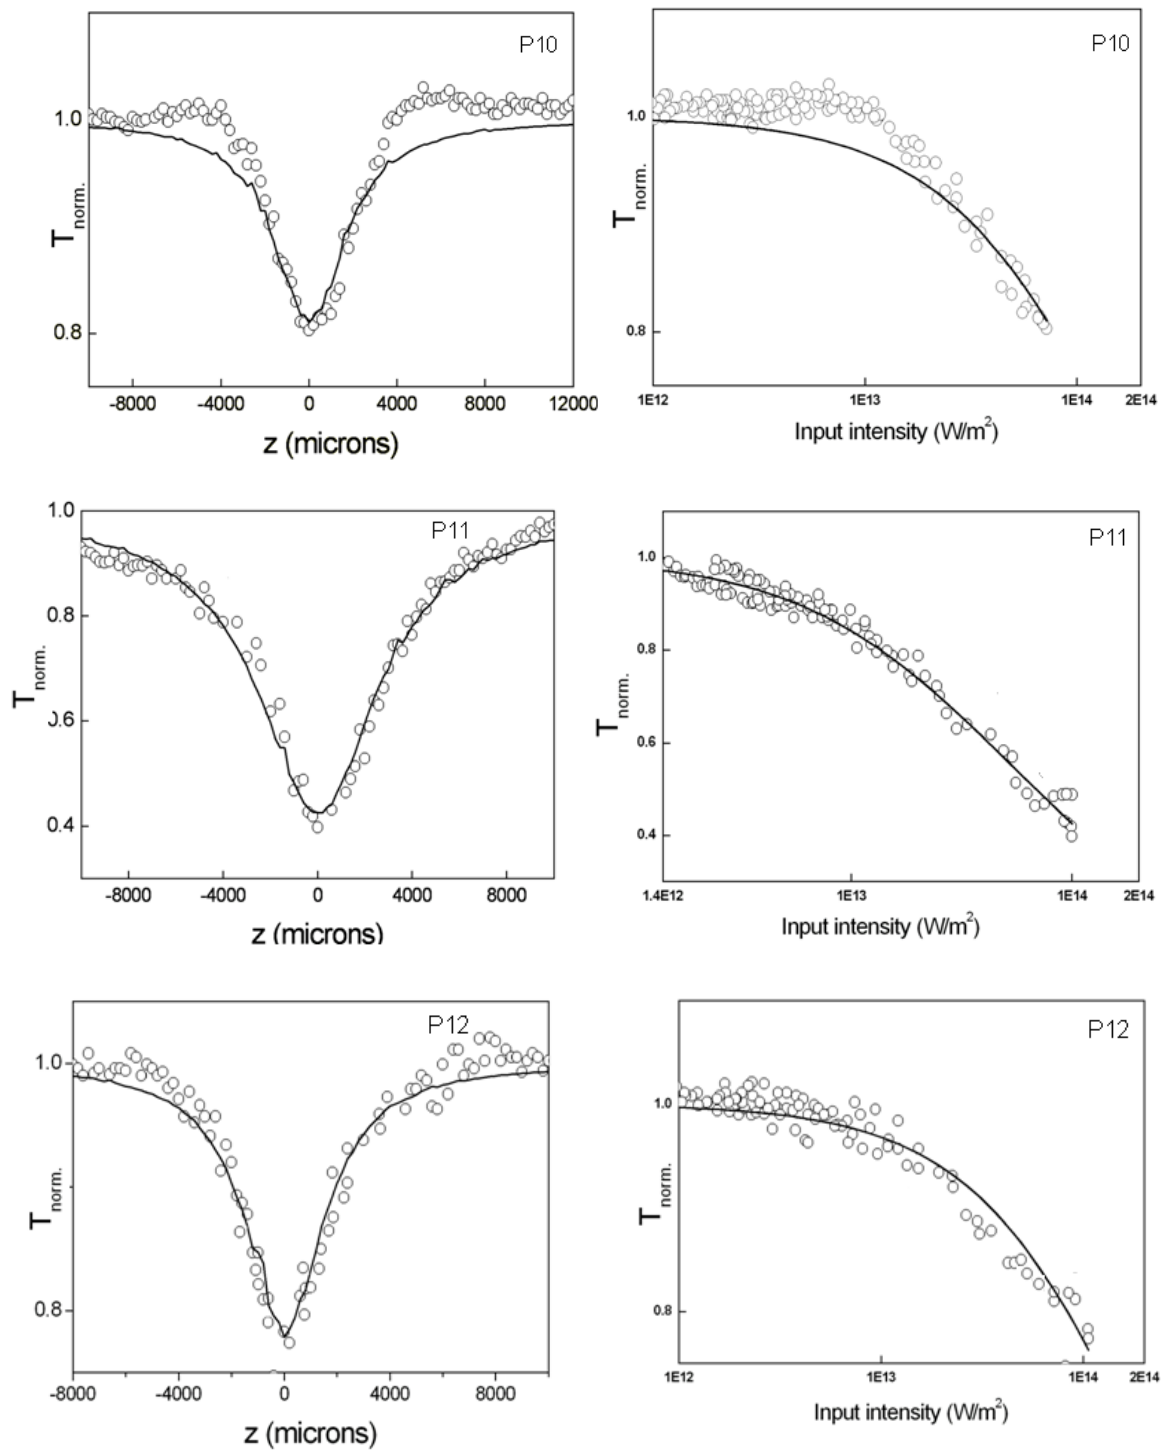 P10
1.0
0.8
T norm.
-8000 -4000 0 4000 8000 12000
z (microns)
P10
1.0
0.8
T norm.
1E12 1E13 1E14 2E14
Input intensity (W/m²)
P11
1.0
0.8
0.6
0.4
T norm.
-8000 -4000 0 4000 8000
z (microns)
P11
1.0
0.8
0.6
0.4
T norm.
1.4E12 1E13 1E14 2E14
Input intensity (W/m²)
P12
1.0
0.8
T norm.
-8000 -4000 0 4000 8000
z (microns)
P12
1.0
0.8
T norm.
1E12 1E13 1E14 2E14
Input intensity (W/m²)